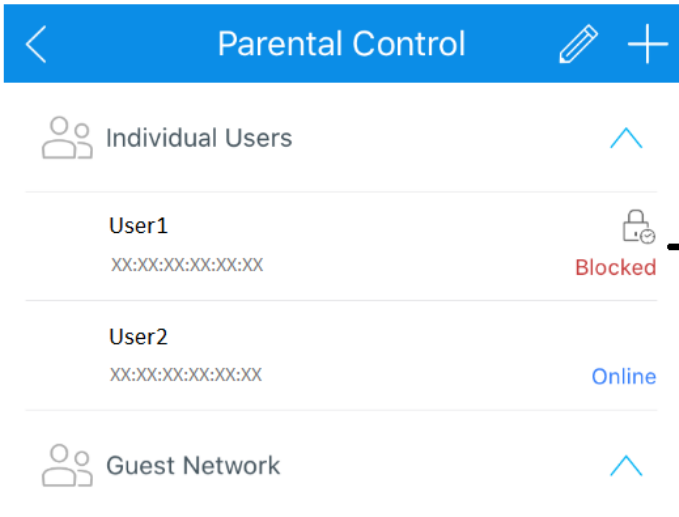 Parental Control
Individual Users
User1
XX:XX:XX:XX:XX:XX
Blocked
User2
XX:XX:XX:XX:XX:XX
Online
Guest Network